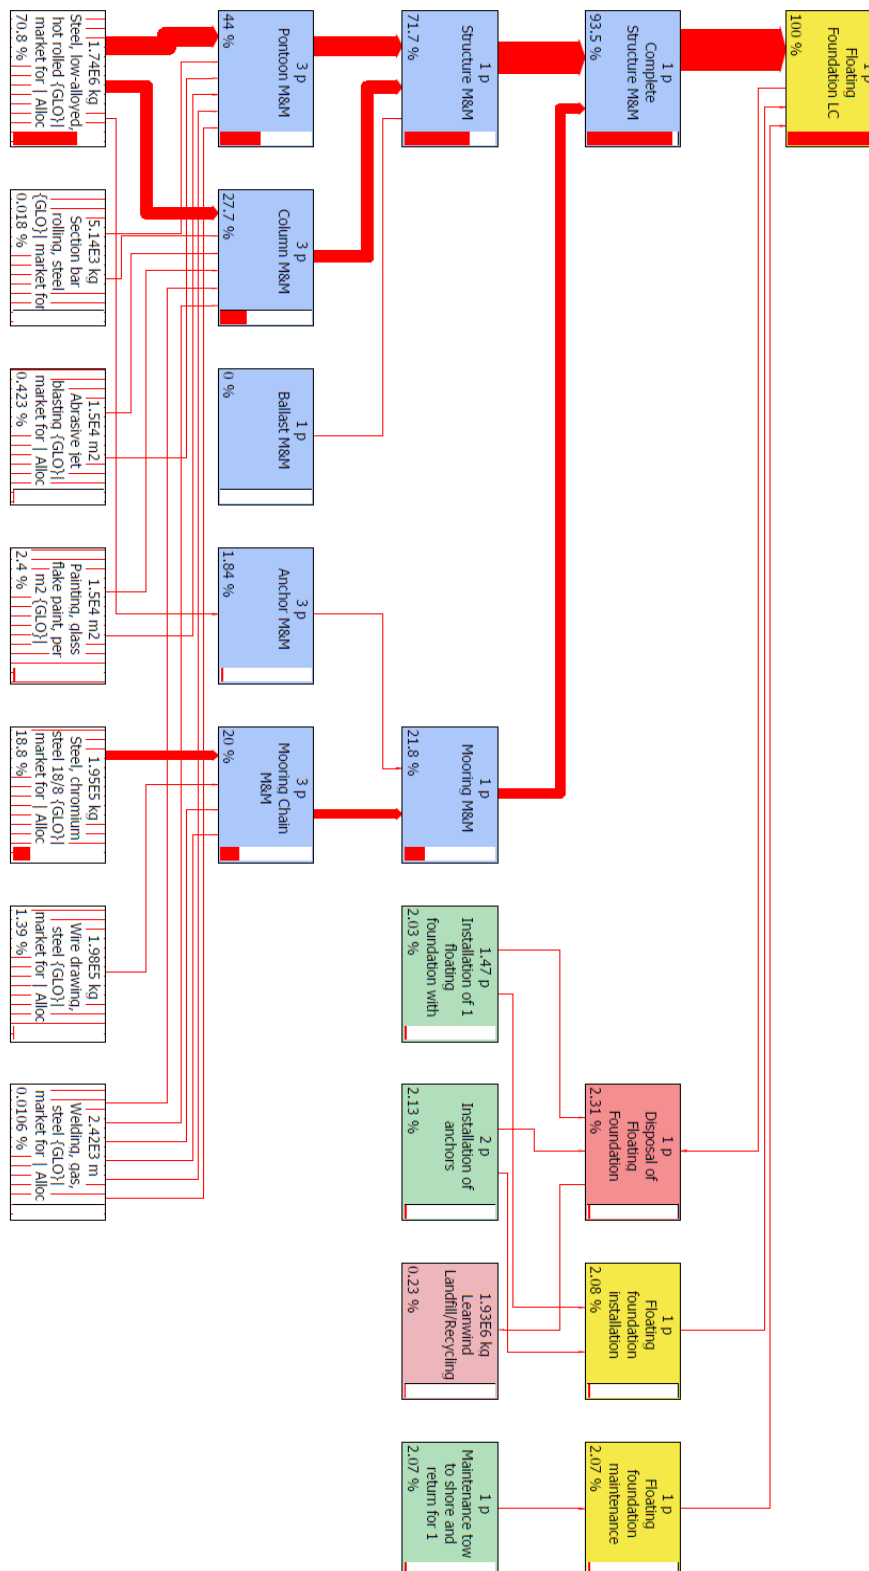 1 p
Floating
Foundation LC
100 %
1 p
Complete
Structure M&M
93.5 %
1 p
Disposal of
Floating
Foundation
2.31 %
1 p
Floating
foundation
installation
2.08 %
1 p
Floating
foundation
maintenance
2.07 %
1 p
Structure M&M
71.7 %
1 p
Mooring M&M
21.8 %
1.47 p
Installation of 1
floating
foundation with
2.03 %
2 p
Installation of
anchors
2.13 %
1.93E6 kg
Leanwind
Landfill/Recycling
0.23 %
1 p
Maintenance tow
to shore and
return for 1
2.07 %
3 p
Pontoon M&M
44 %
3 p
Column M&M
27.7 %
1 p
Ballast M&M
0 %
3 p
Anchor M&M
1.84 %
3 p
Mooring Chain
M&M
20 %
1.74E6 kg
Steel, low-alloyed,
hot rolled {GLO}|
market for | Alloc
70.8 %
5.14E3 kg
Section bar
rolling, steel
{GLO}| market for
0.018 %
1.5E4 m2
Abrasive jet
blasting {GLO}|
market for | Alloc
0.423 %
1.5E4 m2
Painting, glass
flake paint, per
m2 {GLO}|
2.4 %
1.95E5 kg
Steel, chromium
steel 18/8 {GLO}|
market for | Alloc
18.8 %
1.98E5 kg
Wire drawing,
steel {GLO}|
market for | Alloc
1.39 %
2.42E3 m
Welding, gas,
steel {GLO}|
market for | Alloc
0.0106 %